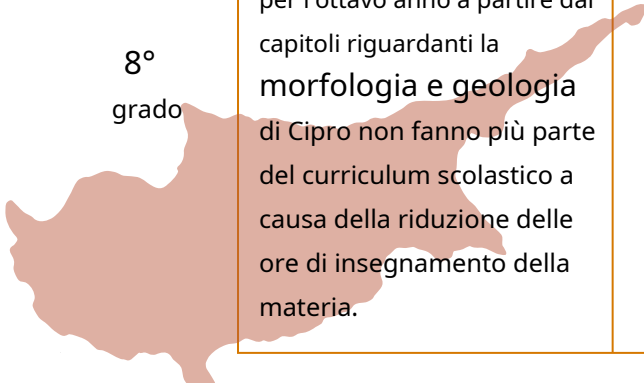 8°
grado
per l'ottavo anno a partire dai
capitoli riguardanti la
morfologia e geologia
di Cipro non fanno più parte
del curriculum scolastico a
causa della riduzione delle
ore di insegnamento della
materia.